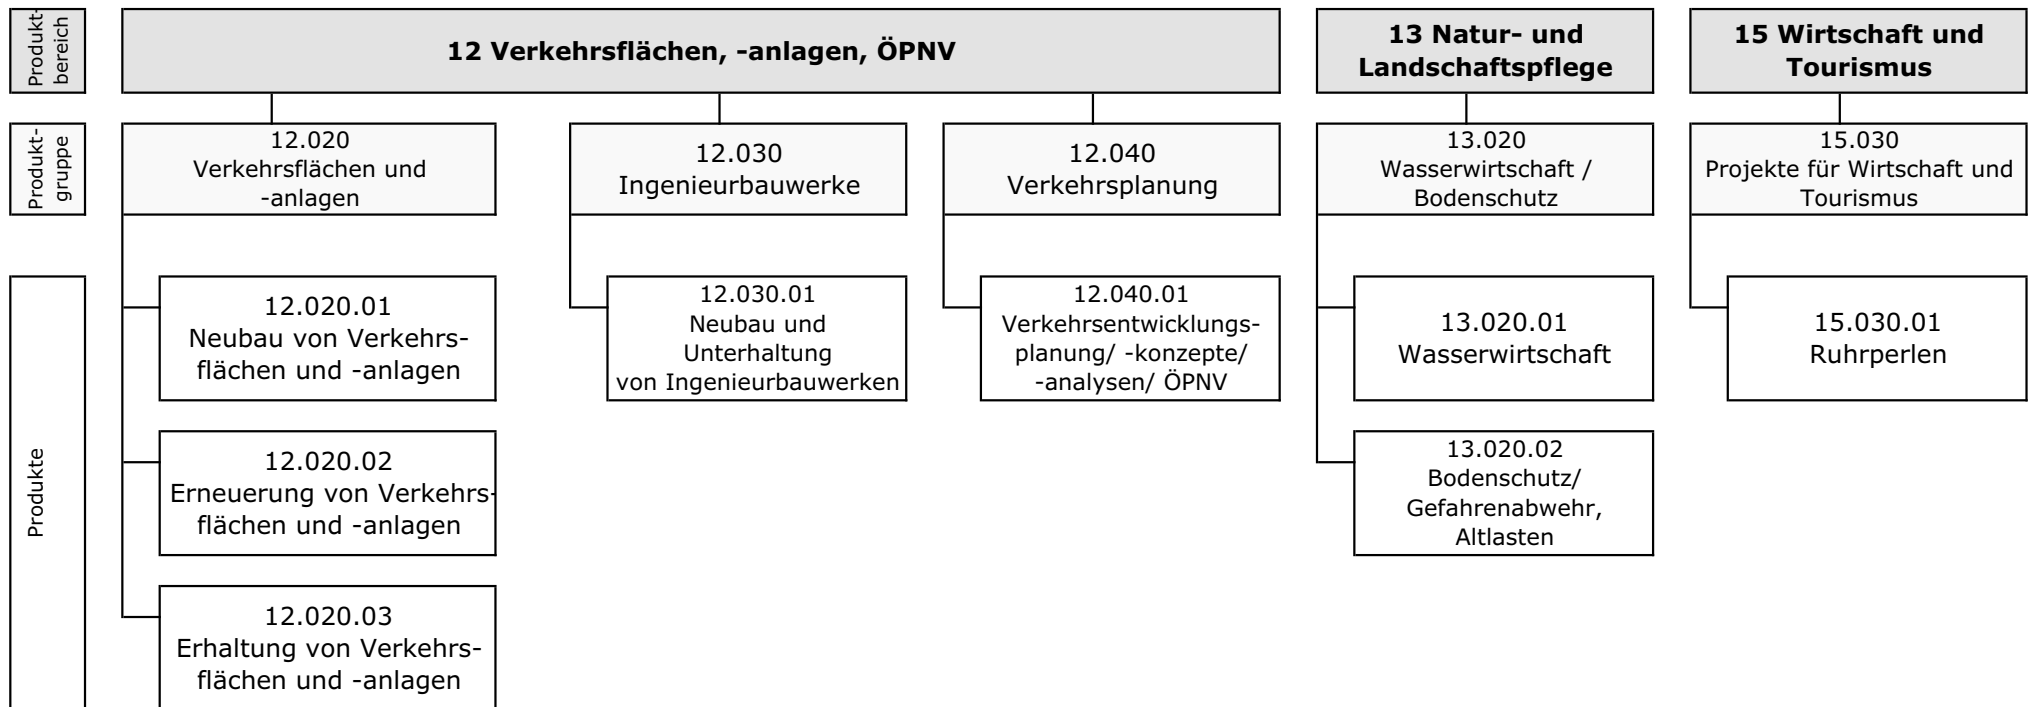 Produkt-
bereich
12 Verkehrsflächen, -anlagen, ÖPNV
13 Natur- und
Landschaftspflege
15 Wirtschaft und
Tourismus
Produkt-
gruppe
12.020
Verkehrsflächen und
-anlagen
12.030
Ingenieurbauwerke
12.040
Verkehrsplanung
13.020
Wasserwirtschaft /
Bodenschutz
15.030
Projekte für Wirtschaft und
Tourismus
Produkte
12.020.01
Neubau von Verkehrs-
flächen und -anlagen
12.030.01
Neubau und
Unterhaltung
von Ingenieurbauwerken
12.040.01
Verkehrsentwicklungs-
planung/ -konzepte/
-analysen/ ÖPNV
13.020.01
Wasserwirtschaft
15.030.01
Ruhrperlen
12.020.02
Erneuerung von Verkehrs-
flächen und -anlagen
13.020.02
Bodenschutz/
Gefahrenabwehr,
Altlasten
12.020.03
Erhaltung von Verkehrs-
flächen und -anlagen